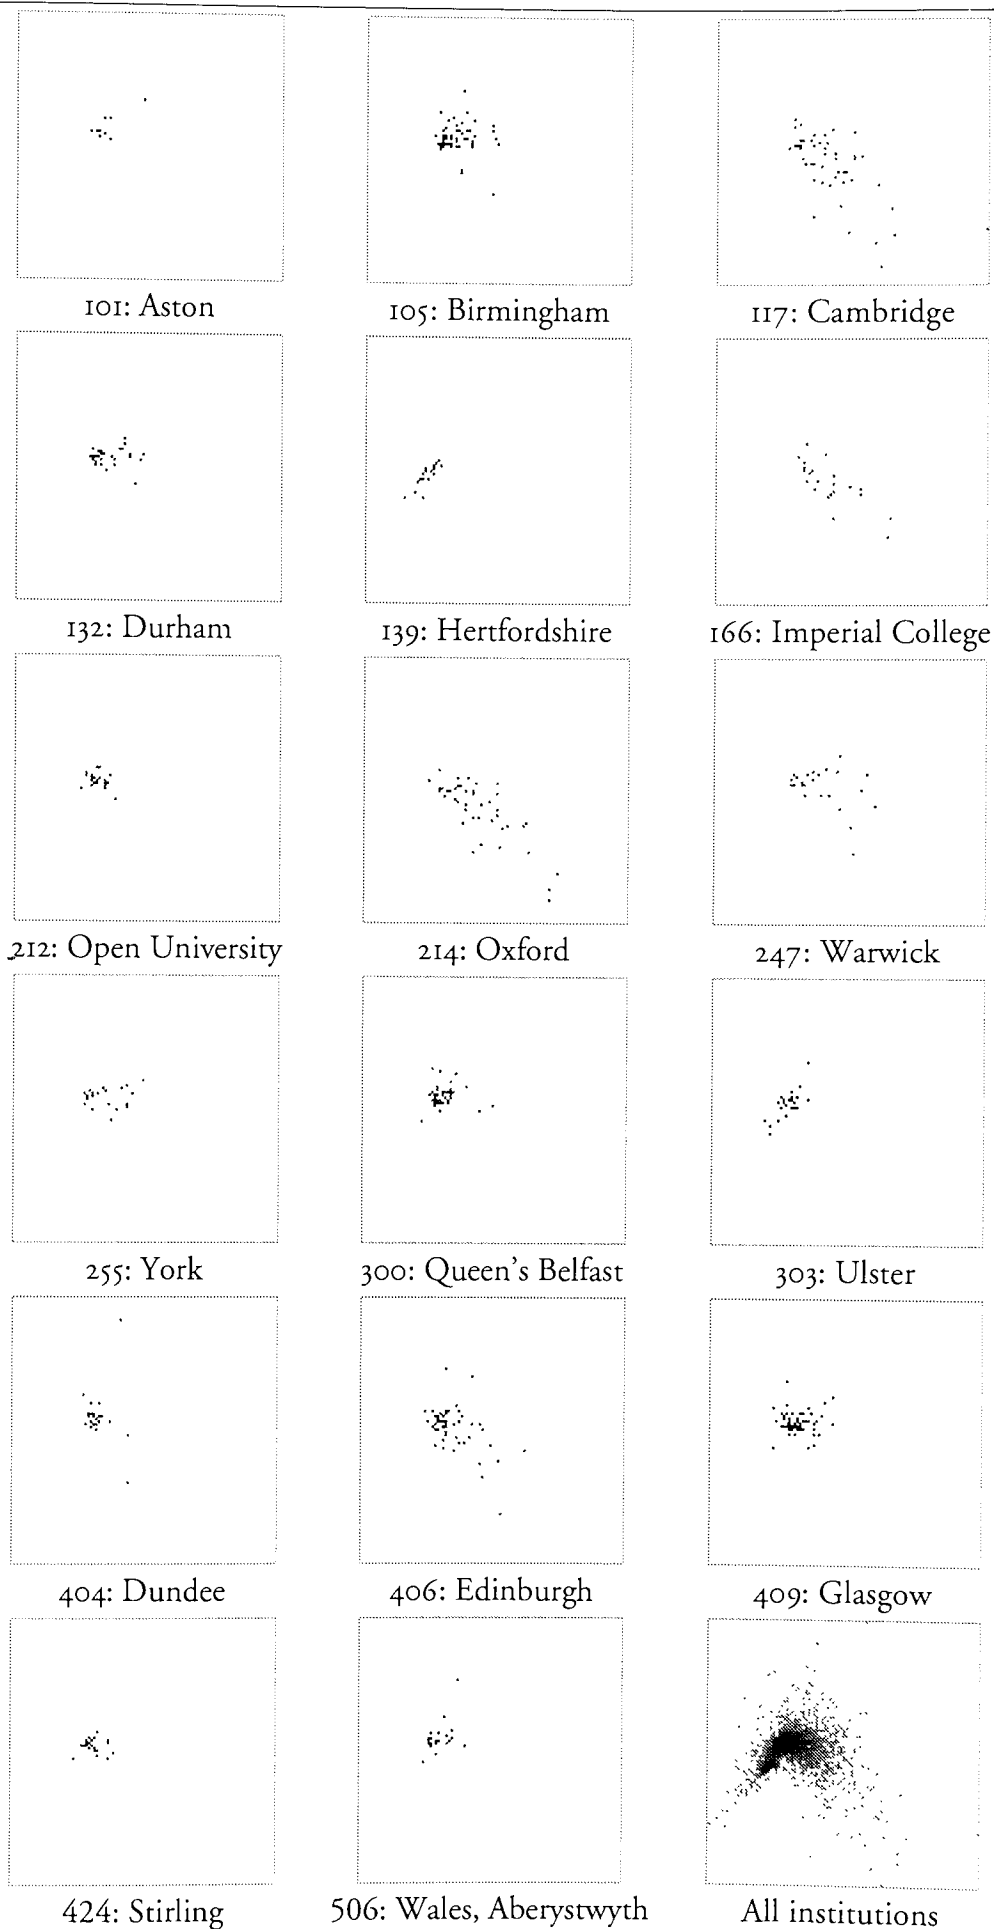 101: Aston
105: Birmingham
117: Cambridge
132: Durham
139: Hertfordshire
166: Imperial College
212: Open University
214: Oxford
247: Warwick
255: York
300: Queen's Belfast
303: Ulster
404: Dundee
406: Edinburgh
409: Glasgow
424: Stirling
506: Wales, Aberystwyth
All institutions